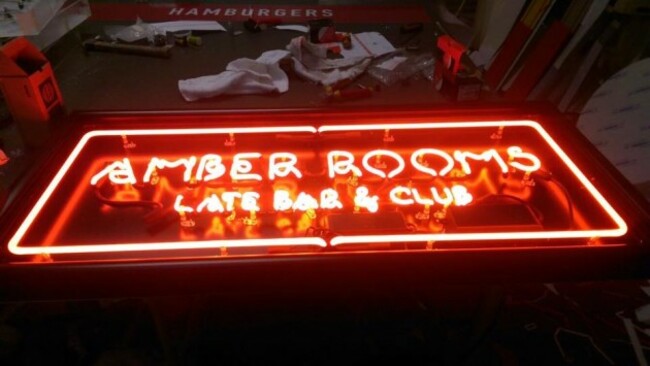 HAMBURGERS
AMBER ROOMS
LATE BAR & CLUB